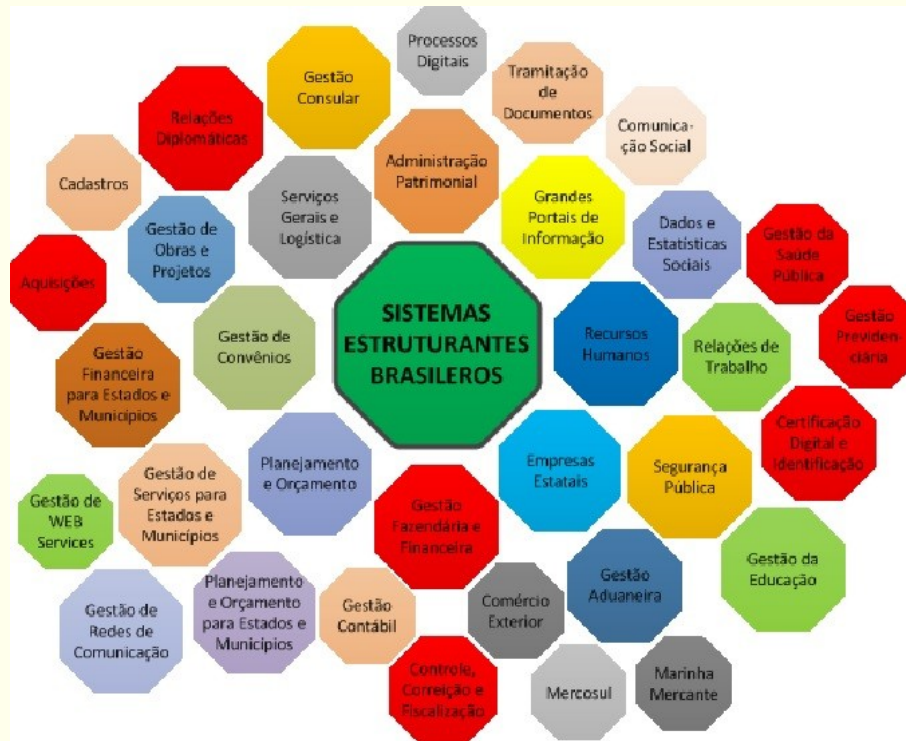 Processos
Digitais
Gestão
Consular
Tramitação
de
Documentos
Relações
Diplomáticas
Comunica-
ção Social
Cadastros
Administração
Patrimonial
Serviços
Gerais e
Logística
Grandes
Portais de
Informação
Gestão de
Obras e
Projetos
Dados e
Estatísticas
Sociais
Gestão da
Saúde
Pública
Aquisições
SISTEMAS
ESTRUTURANTES
BRASILEROS
Gestão de
Convênios
Recursos
Humanos
Relações de
Trabalho
Gestão
Previden-
ciária
Gestão
Financeira
para Estados e
Municípios
Certificação
Digital e
Identificação
Planejamento
e Orçamento
Empresas
Estatais
Segurança
Pública
Gestão de
Serviços para
Estados e
Municípios
Gestão de
WEB
Services
Gestão
Fazendária e
Financeira
Gestão da
Educação
Gestão de
Redes de
Comunicação
Planejamento
e Orçamento
para Estados e
Municípios
Gestão
Contábil
Comércio
Exterior
Gestão
Aduaneira
Controle,
Correição e
Fiscalização
Mercosul
Marinha
Mercante